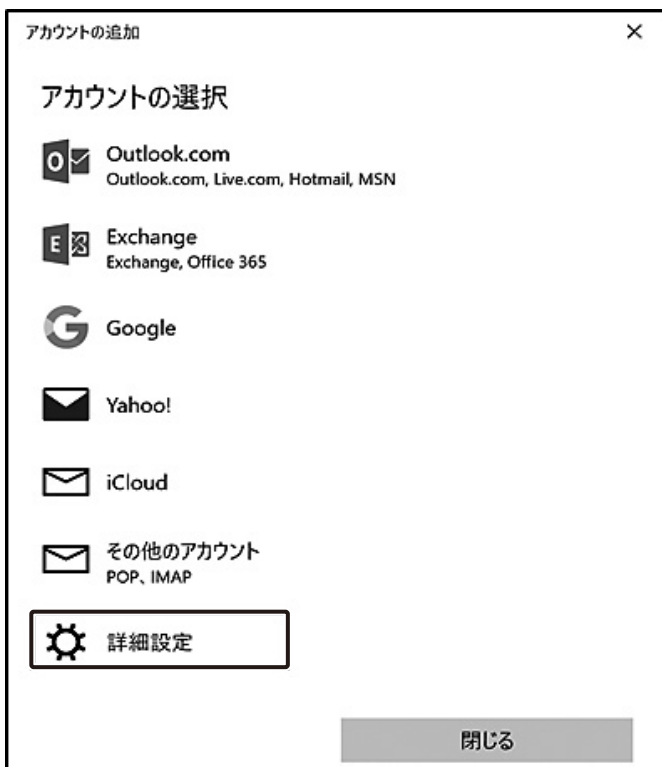 アカウントの追加
アカウントの選択
Outlook.com
Outlook.com, Live.com, Hotmail, MSN
Exchange
Exchange, Office 365
Google
Yahoo!
iCloud
その他のアカウント
POP、IMAP
詳細設定
閉じる